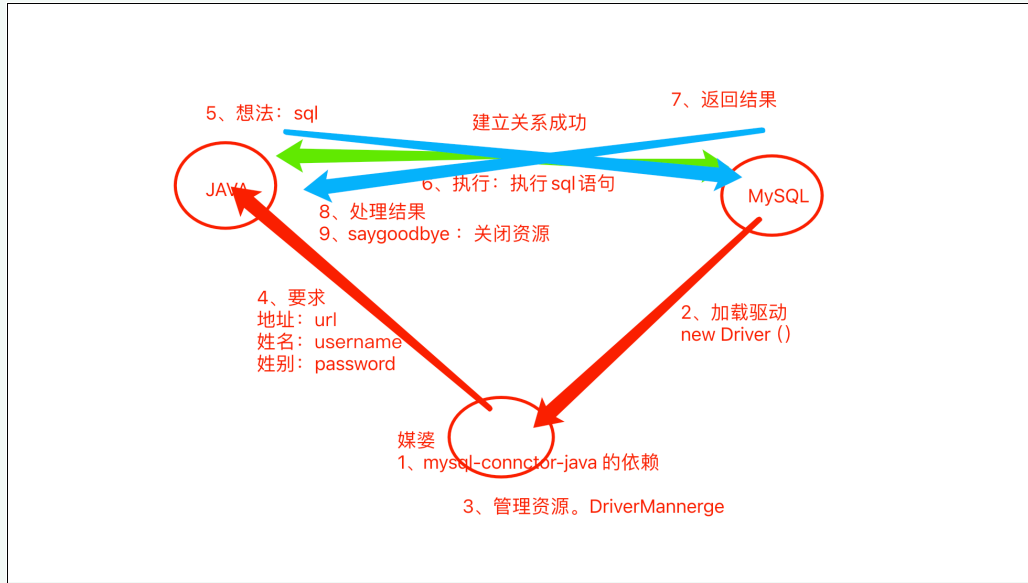 5、想法：sql
7、返回结果
建立关系成功
JAVA
6、执行：执行sql语句
MySQL
8、处理结果
9、saygoodbye：关闭资源
4、要求
地址：url
姓名：username
姓别：password
2、加载驱动
new Driver（）
媒婆
1、mysql-connctor-java 的依赖
3、管理资源。DriverMannerge